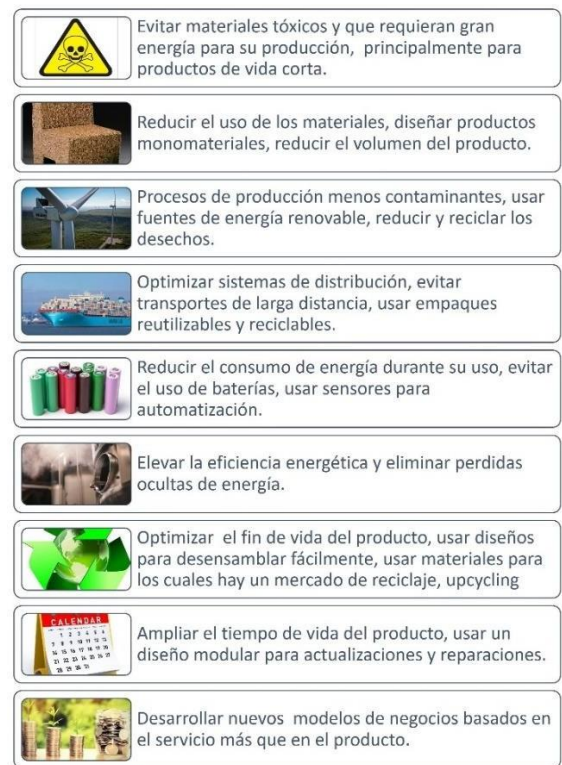 Evitar materiales tóxicos y que requieran gran
energía para su producción, principalmente para
productos de vida corta.
Reducir el uso de los materiales, diseñar productos
monomateriales, reducir el volumen del producto.
Procesos de producción menos contaminantes, usar
fuentes de energía renovable, reducir y reciclar los
desechos.
Optimizar sistemas de distribución, evitar
transportes de larga distancia, usar empaques
reutilizables y reciclables.
Reducir el consumo de energía durante su uso, evitar
el uso de baterías, usar sensores para
automatización.
Elevar la eficiencia energética y eliminar perdidas
ocultas de energía.
Optimizar el fin de vida del producto, usar diseños
para desensamblar fácilmente, usar materiales para
los cuales hay un mercado de reciclaje, upcycling
CALENDAR
Ampliar el tiempo de vida del producto, usar un
diseño modular para actualizaciones y reparaciones.
Desarrollar nuevos modelos de negocios basados en
el servicio más que en el producto.